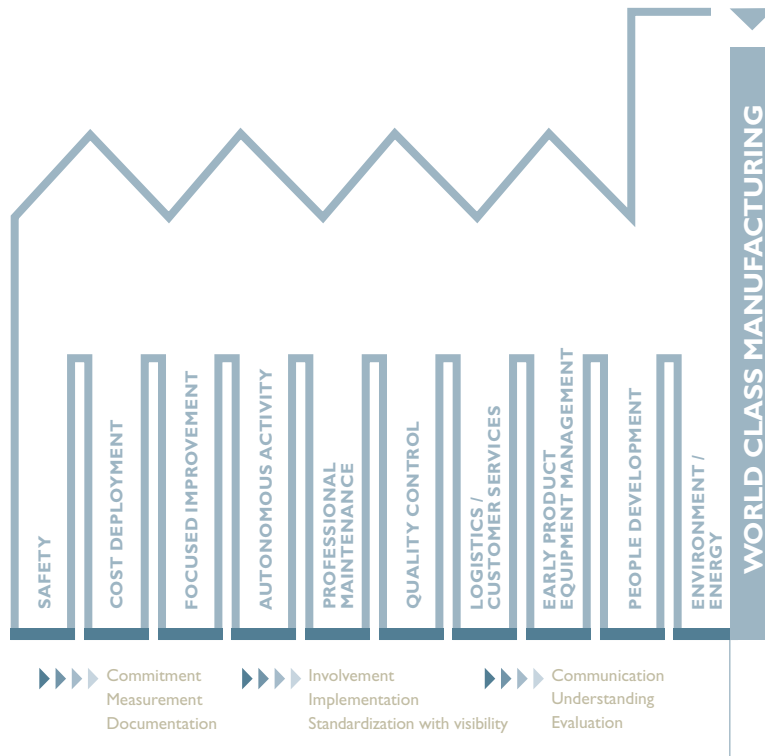 WORLD CLASS MANUFACTURING
SAFETY
COST DEPLOYMENT
FOCUSED IMPROVEMENT
AUTONOMOUS ACTIVITY
PROFESSIONAL
MAINTENANCE
QUALITY CONTROL
LOGISTICS /
CUSTOMER SERVICES
EARLY PRODUCT
EQUIPMENT MANAGEMENT
PEOPLE DEVELOPMENT
ENVIRONMENT /
ENERGY
Commitment
Measurement
Documentation
Involvement
Implementation
Standardization with visibility
Communication
Understanding
Evaluation